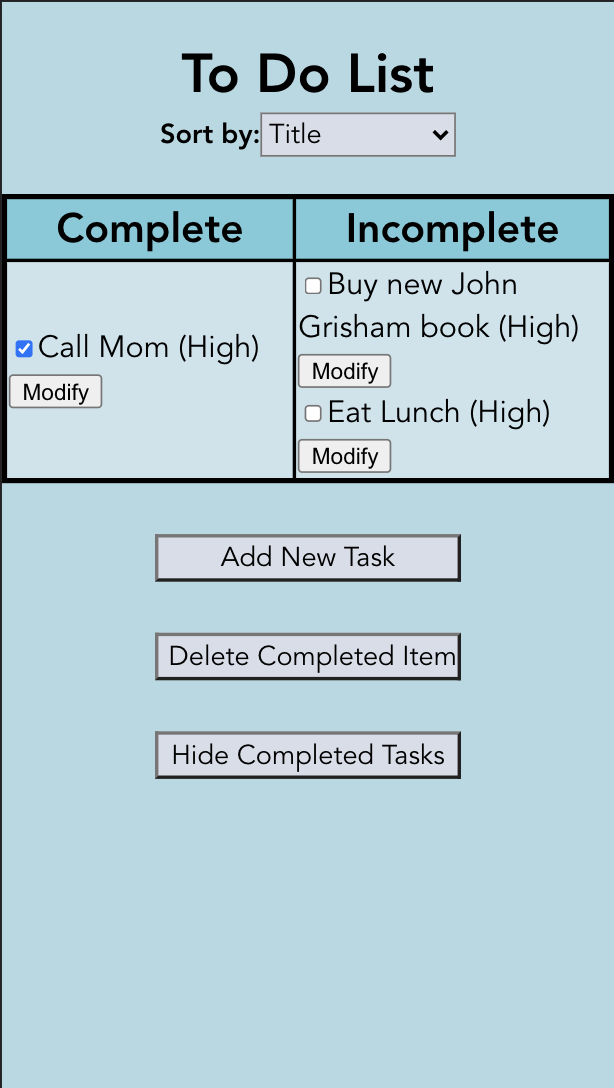 To Do List
Sort by: Title
Complete
Incomplete
Call Mom (High)
Modify
Buy new John
Grisham book (High)
Modify
Eat Lunch (High)
Modify
Add New Task
Delete Completed Item
Hide Completed Tasks